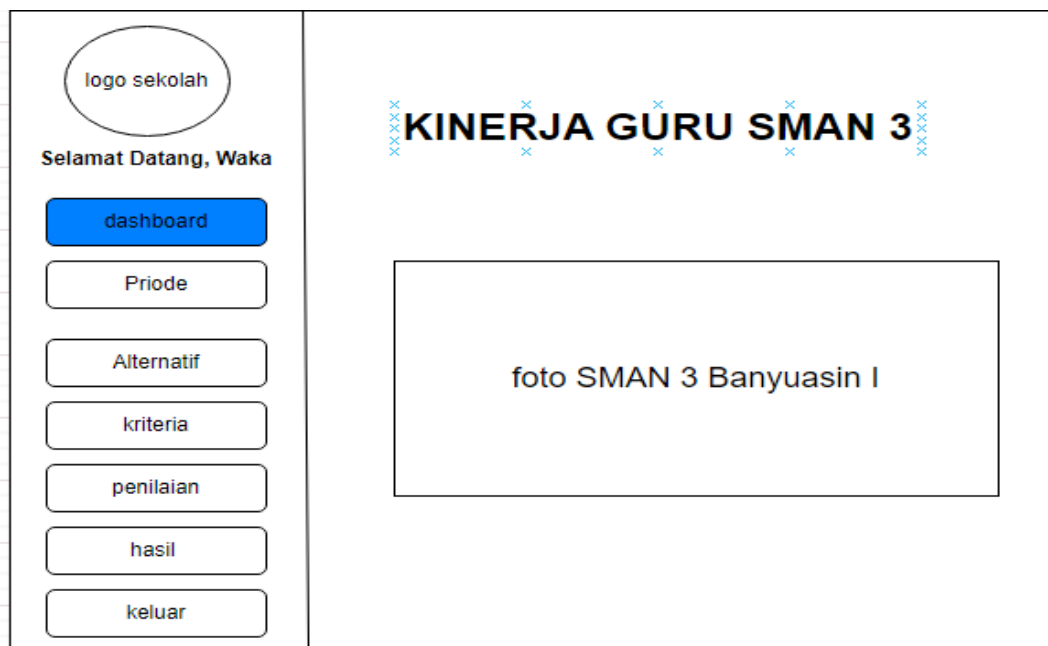 logo sekolah
Selamat Datang, Waka
dashboard
Priode
Alternatif
kriteria
penilaian
hasil
keluar
KINERJA GURU SMAN 3
foto SMAN 3 Banyuasin I